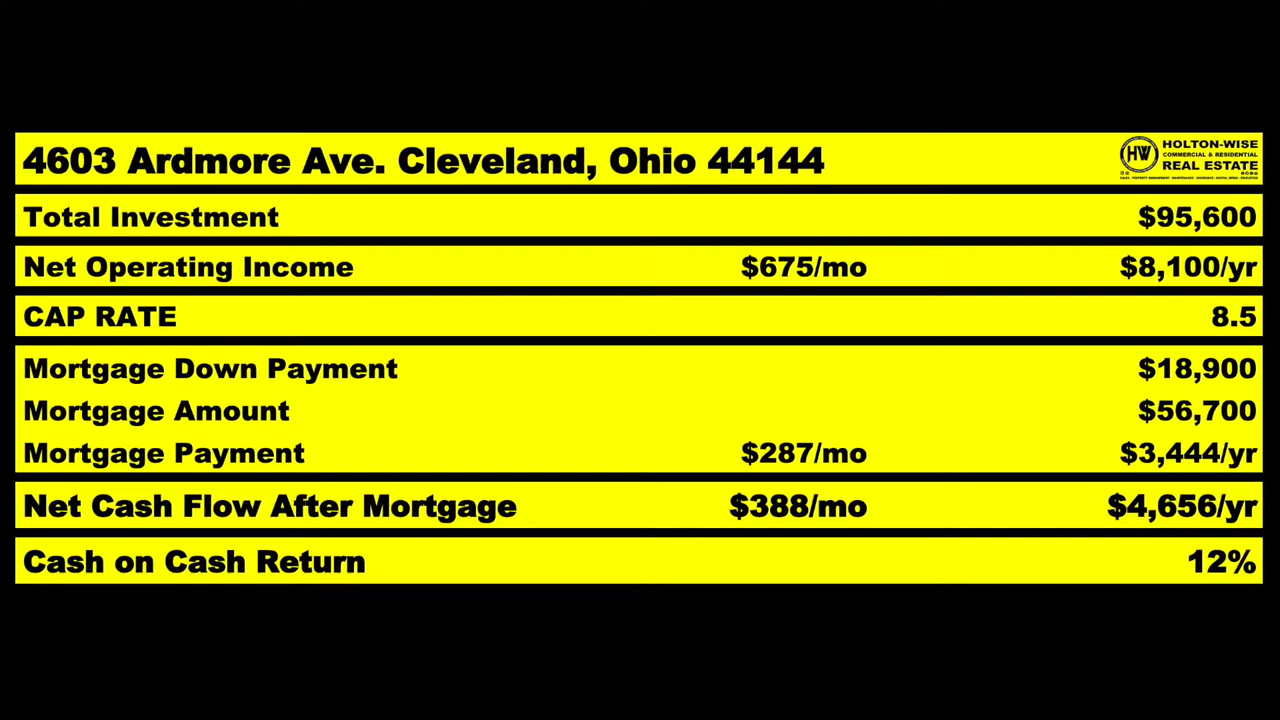 4603 Ardmore Ave. Cleveland, Ohio 44144
HW
HOLTON-WISE
COMMERCIAL & RESIDENTIAL
REAL ESTATE
Total Investment $95,600
Net Operating Income $675/mo $8,100/yr
CAP RATE 8.5
Mortgage Down Payment $18,900
Mortgage Amount $56,700
Mortgage Payment $287/mo $3,444/yr
Net Cash Flow After Mortgage $388/mo $4,656/yr
Cash on Cash Return 12%